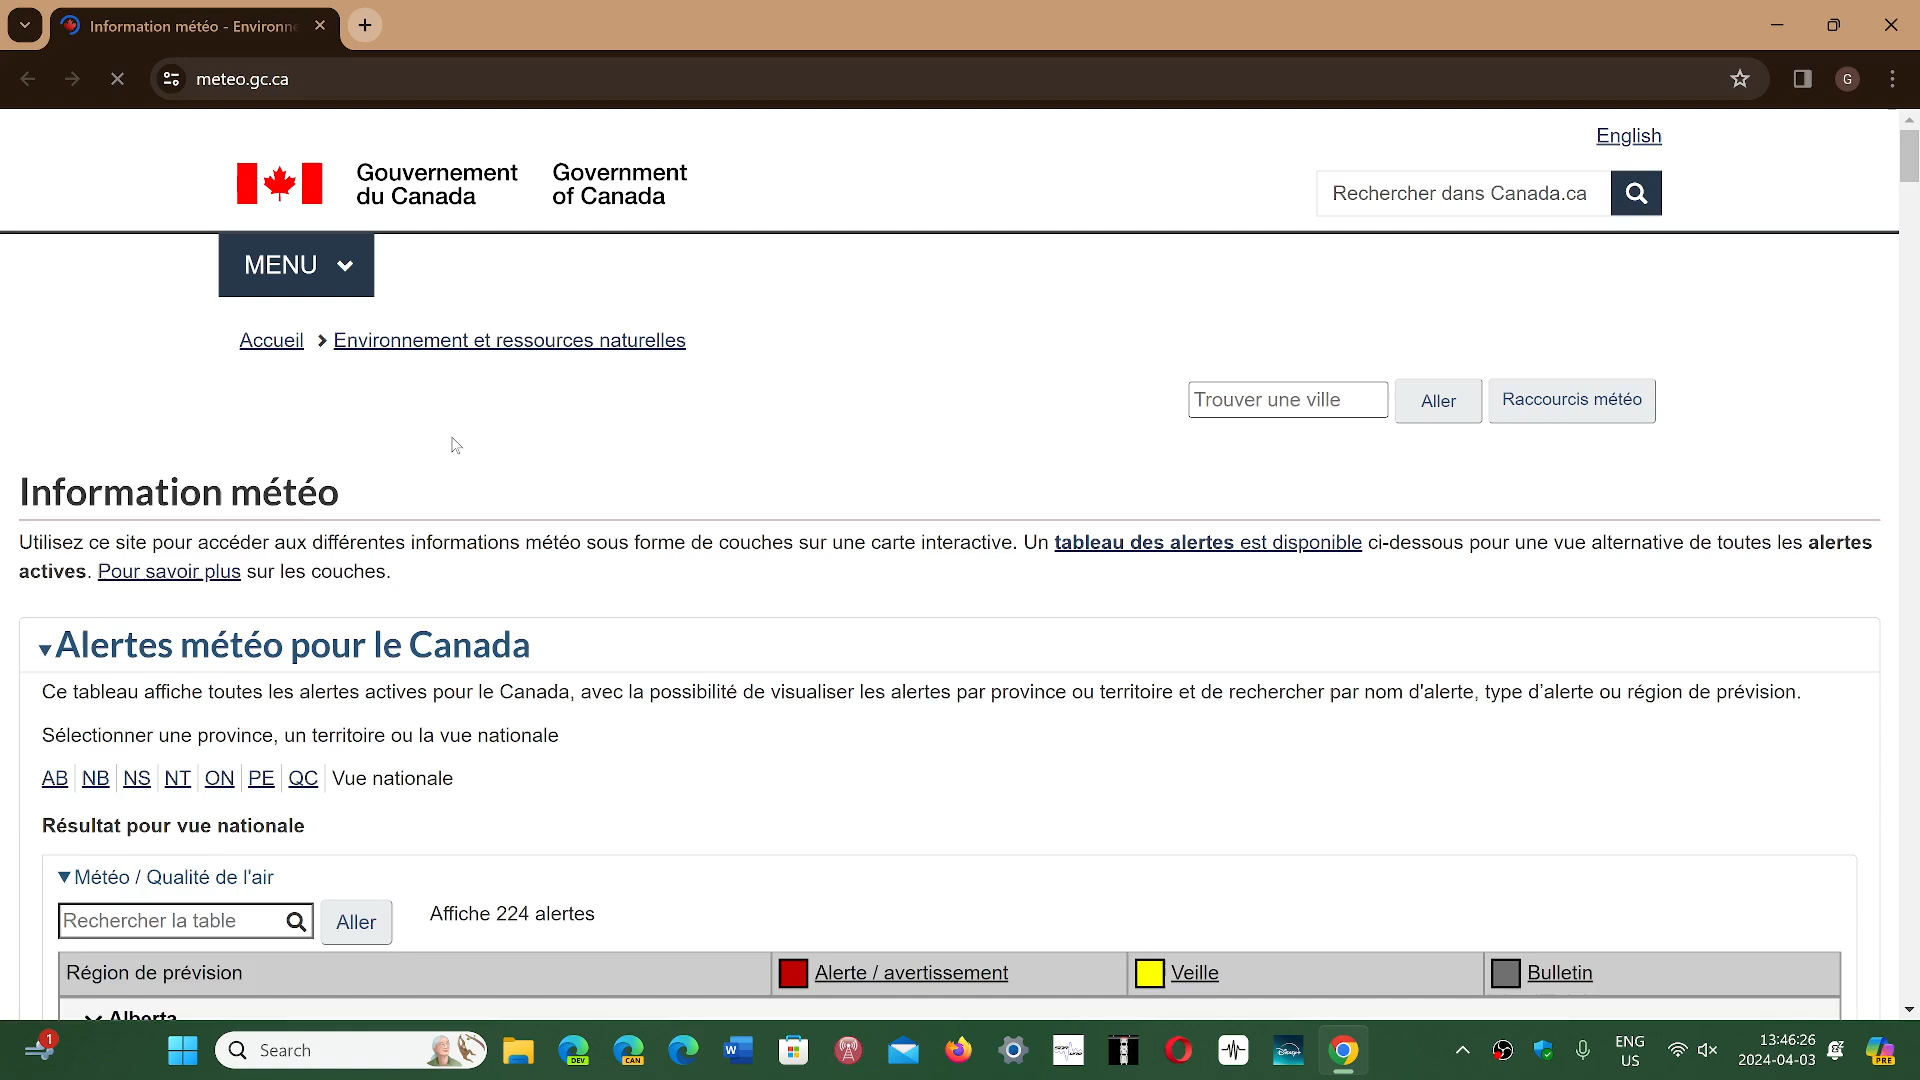 Information météo - Environne
meteo.gc.ca
G
English
Gouvernement
du Canada
Government
of Canada
Rechercher dans Canada.ca
MENU
Accueil > Environnement et ressources naturelles
Trouver une ville
Aller
Raccourcis météo
Information météo
Utilisez ce site pour accéder aux différentes informations météo sous forme de couches sur une carte interactive. Un tableau des alertes est disponible ci-dessous pour une vue alternative de toutes les alertes
actives. Pour savoir plus sur les couches.
Alertes météo pour le Canada
Ce tableau affiche toutes les alertes actives pour le Canada, avec la possibilité de visualiser les alertes par province ou territoire et de rechercher par nom d'alerte, type d’alerte ou région de prévision.
Sélectionner une province, un territoire ou la vue nationale
AB NB NS NT ON PE QC Vue nationale
Résultat pour vue nationale
Météo / Qualité de l'air
Rechercher la table
Aller
Affiche 224 alertes
Région de prévision
Alerte / avertissement
Veille
Bulletin
Alberta
1
Search
DEV
CAN
Disney+
ENG
US
13:46:26
2024-04-03
PRE